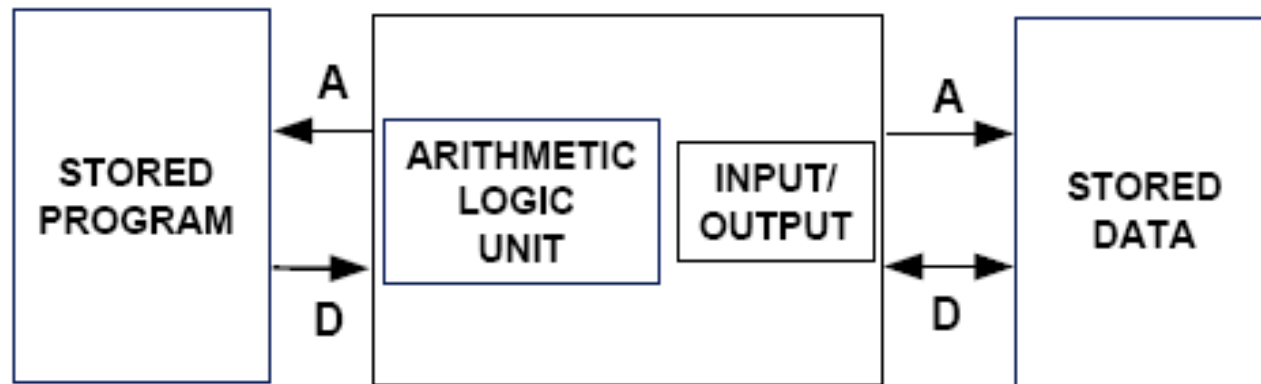 A
A
STORED
PROGRAM
ARITHMETIC
LOGIC
UNIT
INPUT/
OUTPUT
STORED
DATA
D
D